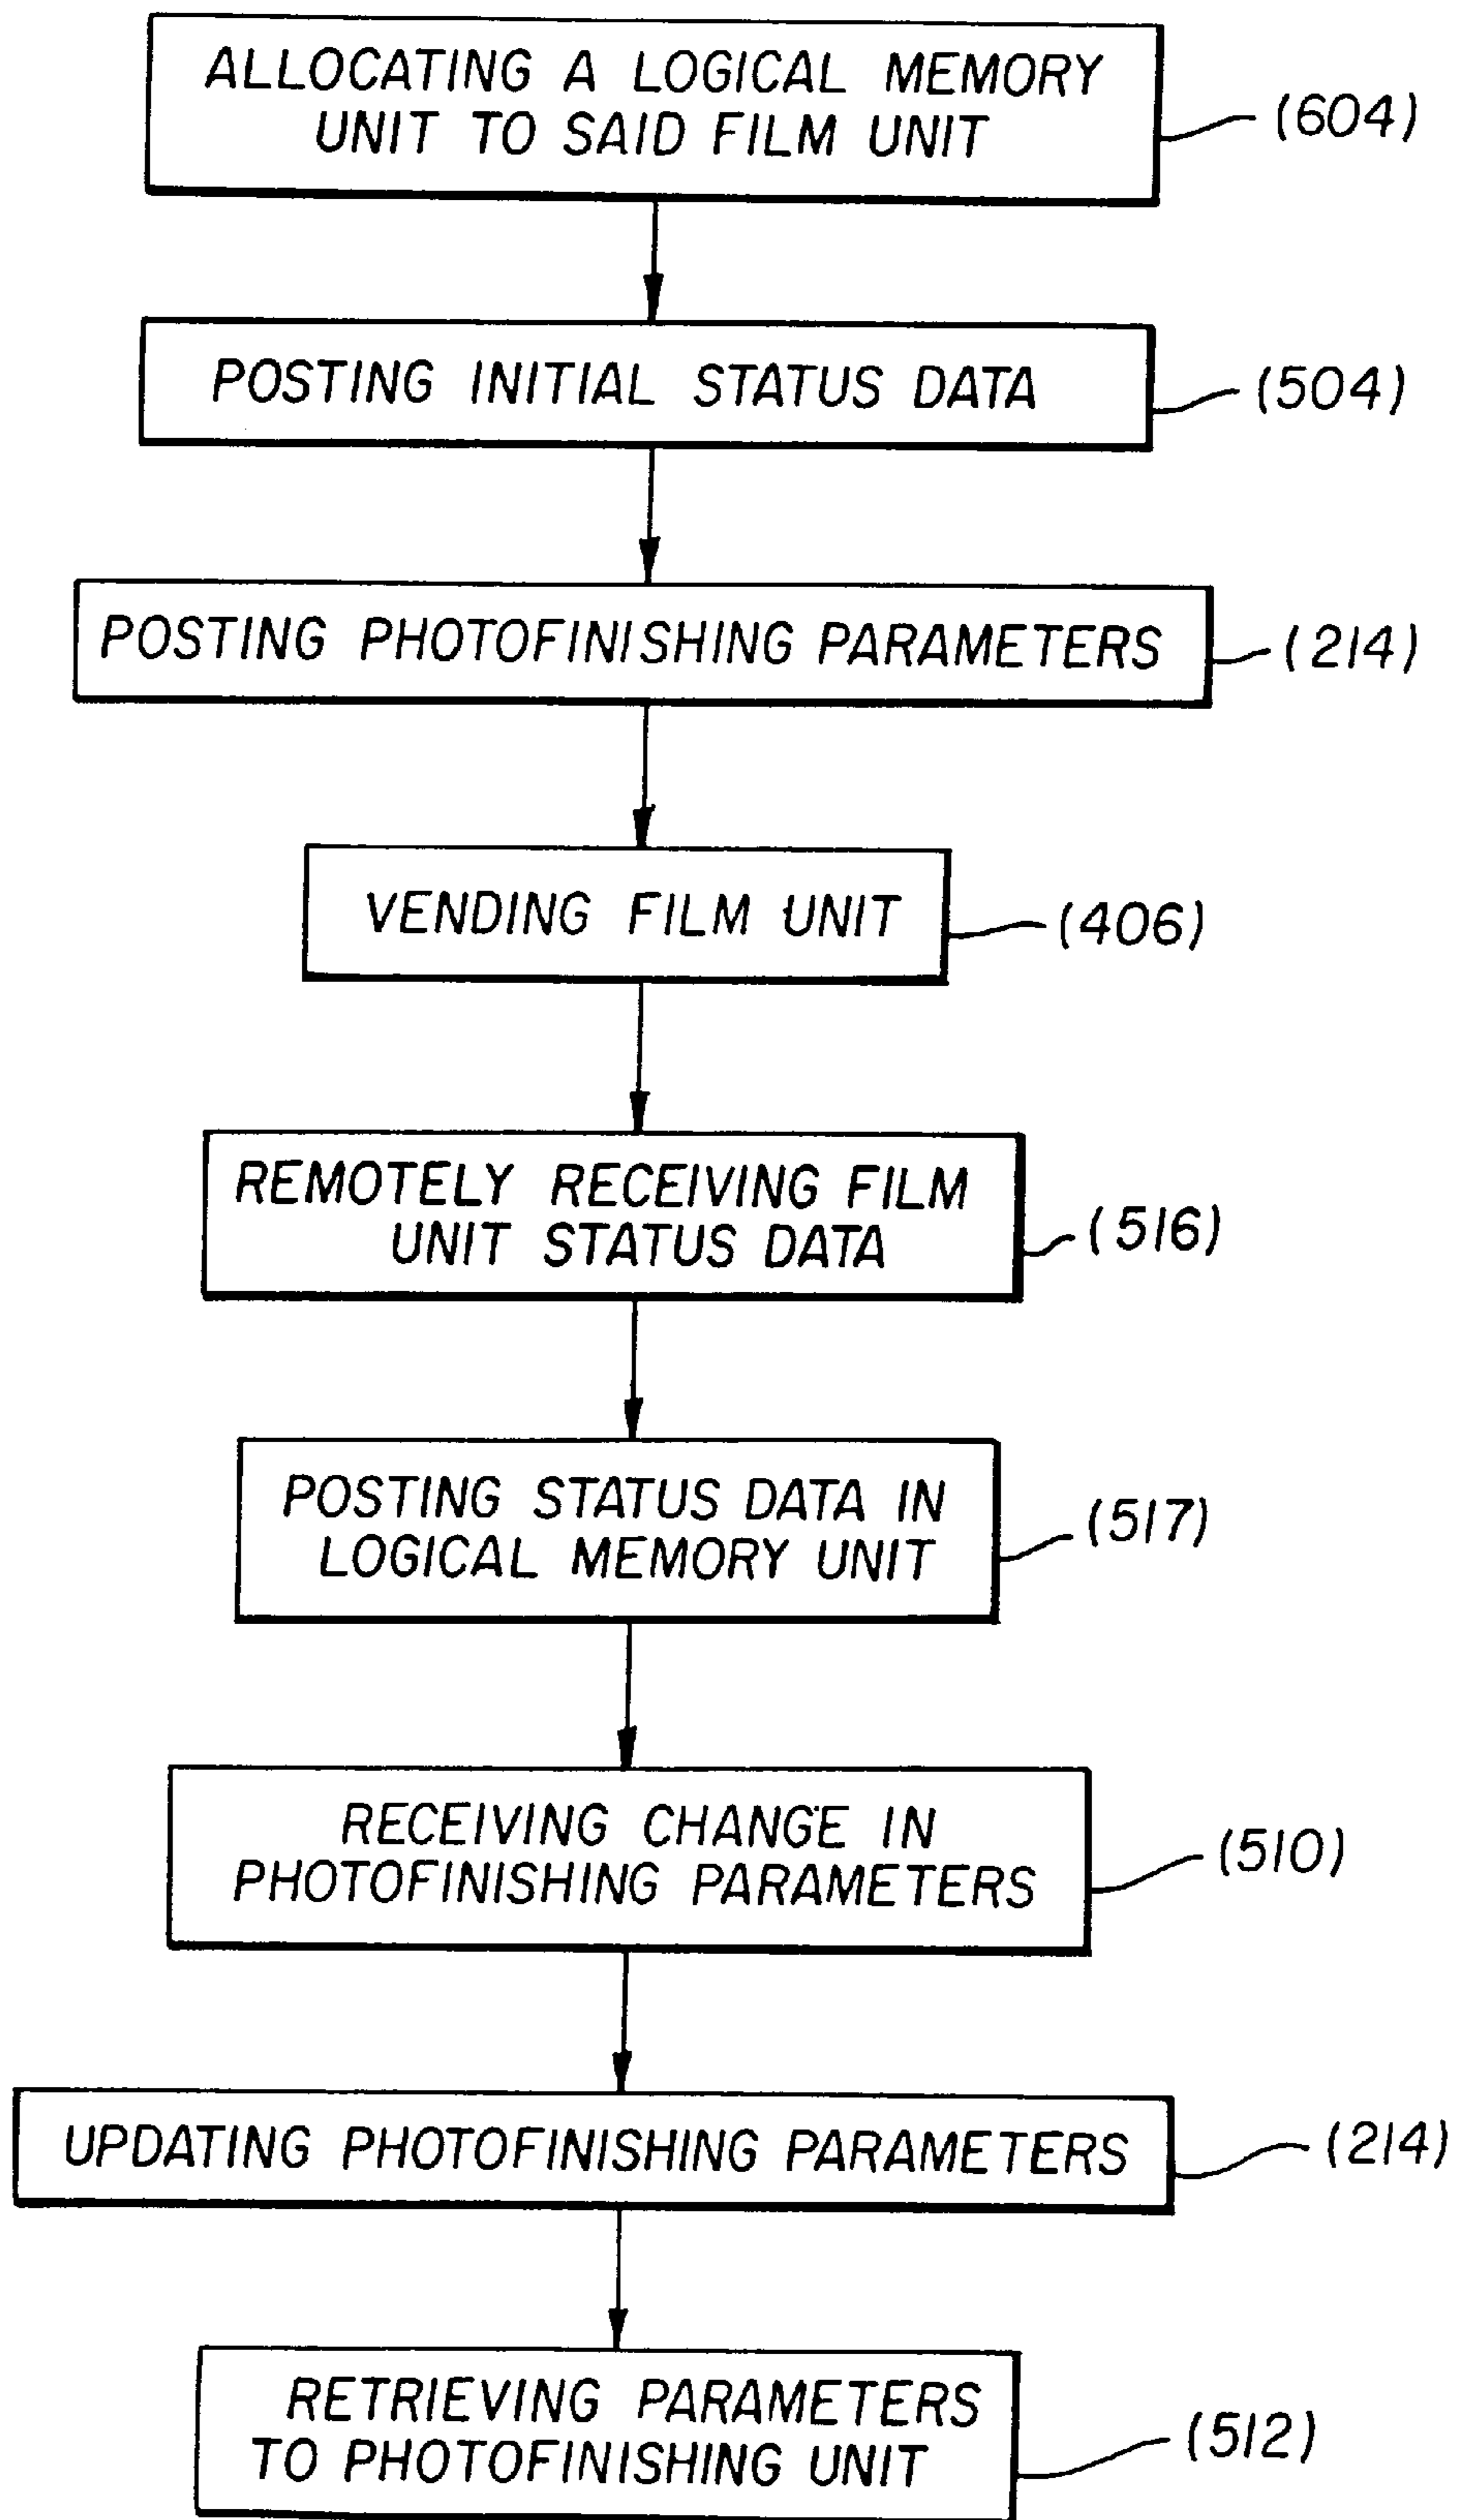 ALLOCATING A LOGICAL MEMORY
UNIT TO SAID FILM UNIT
(604)
POSTING INITIAL STATUS DATA
(504)
POSTING PHOTOFINISHING PARAMETERS
(214)
VENDING FILM UNIT
(406)
REMOTELY RECEIVING FILM
UNIT STATUS DATA
(516)
POSTING STATUS DATA IN
LOGICAL MEMORY UNIT
(517)
RECEIVING CHANGE IN
PHOTOFINISHING PARAMETERS
(510)
UPDATING PHOTOFINISHING PARAMETERS
(214)
RETRIEVING PARAMETERS
TO PHOTOFINISHING UNIT
(512)